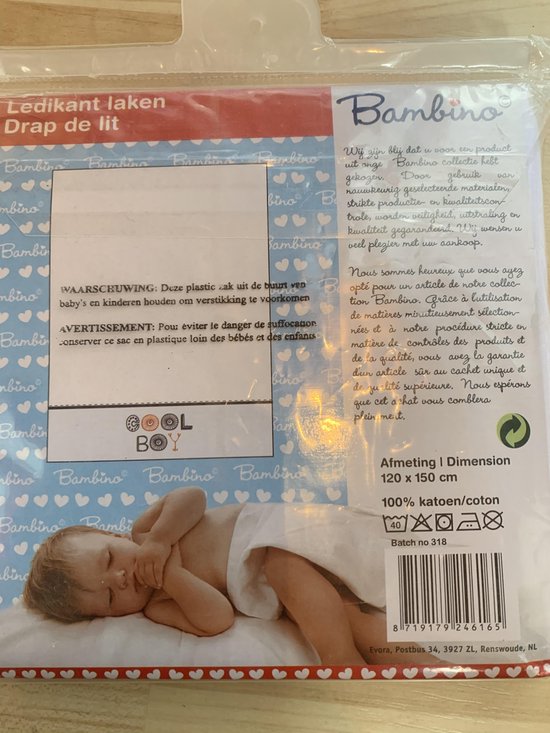 Ledikant laken
Drap de lit
Bambino
Wij zijn blij dat u voor een product
uit onze Bambino collectie hebt
gekozen. Door gebruik van
nauwkeurig geselecteerde materialen,
strikte productie- en kwaliteitscon-
trole, worden veiligheid, uitstraling en
kwaliteit gegarandeerd. Wij wensen u
veel plezier met uw aankoop.
Nous sommes heureux que vous ayez
opté pour un article de notre collec-
tion Bambino. Grâce à l'utilisation
de matières minutieusement sélection-
nées et à notre procédure stricte en
matière de contrôles des produits et
de la qualité, vous avez la garantie
d'un article sûr au cachet unique et
de qualité supérieure. Nous espérons
que cet achat vous comblera
pleinement.
WAARSCHUWING: Deze plastic zak uit de buurt van
baby's en kinderen houden om verstikking te voorkomen
AVERTISSEMENT: Pour éviter le danger de suffocation
conserver ce sac en plastique loin des bébés et des enfants
COOL
BOY
Bambino
Afmeting | Dimension
120 x 150 cm
100% katoen/coton
40
Batch no 318
8 719179 246165
Evora, Postbus 34, 3927 ZL, Renswoude, NL